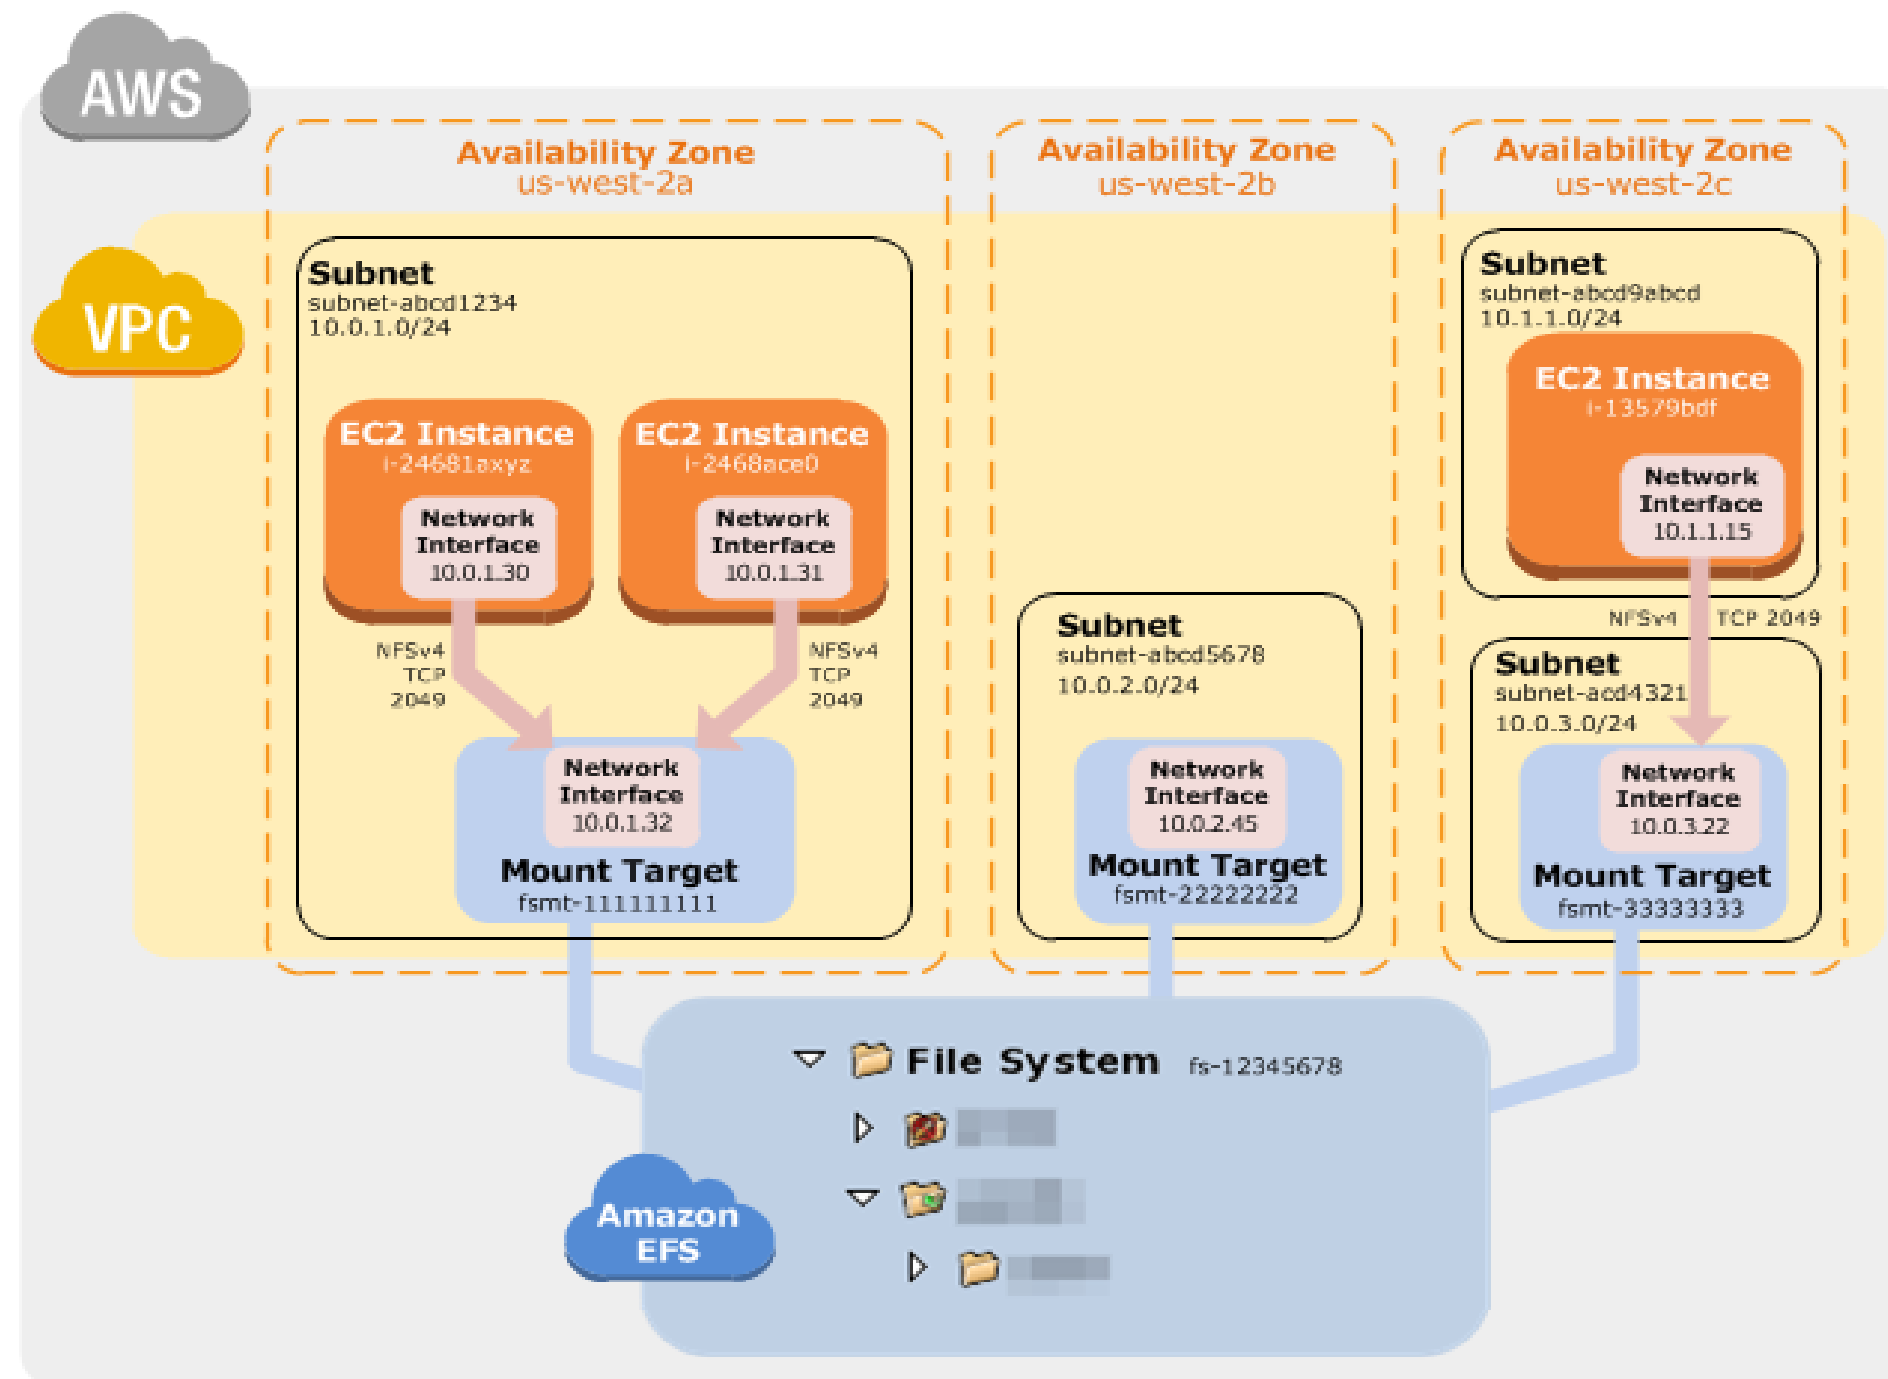 AWS
Availability Zone
us-west-2a
Availability Zone
us-west-2b
Availability Zone
us-west-2c
VPC
Subnet
subnet-abcd1234
10.0.1.0/24
EC2 Instance
i-24681axyz
Network
Interface
10.0.1.30
EC2 Instance
i-2468ace0
Network
Interface
10.0.1.31
NFSv4
TCP
2049
NFSv4
TCP
2049
Network
Interface
10.0.1.32
Mount Target
fsmt-111111111
Subnet
subnet-abcd5678
10.0.2.0/24
Network
Interface
10.0.2.45
Mount Target
fsmt-22222222
Subnet
subnet-abcd9abcd
10.1.1.0/24
EC2 Instance
i-13579bdf
Network
Interface
10.1.1.15
NFSv4 TCP 2049
Subnet
subnet-acd4321
10.0.3.0/24
Network
Interface
10.0.3.22
Mount Target
fsmt-33333333
File System fs-12345678
Amazon
EFS